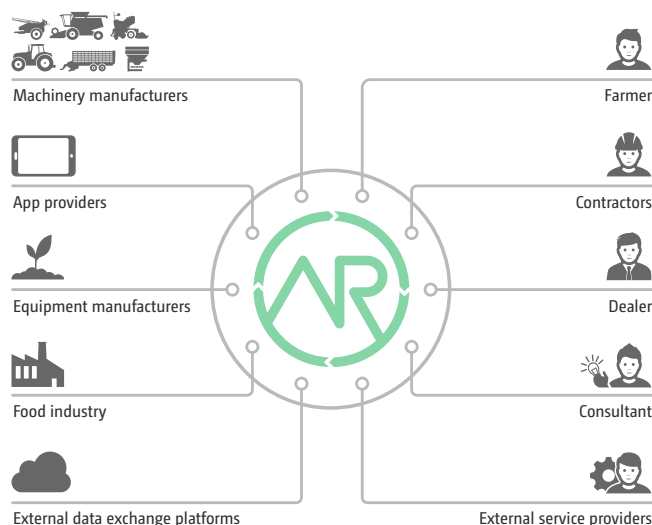 Machinery manufacturers
Farmer
App providers
Contractors
Equipment manufacturers
Dealer
Food industry
Consultant
External data exchange platforms
External service providers
AR